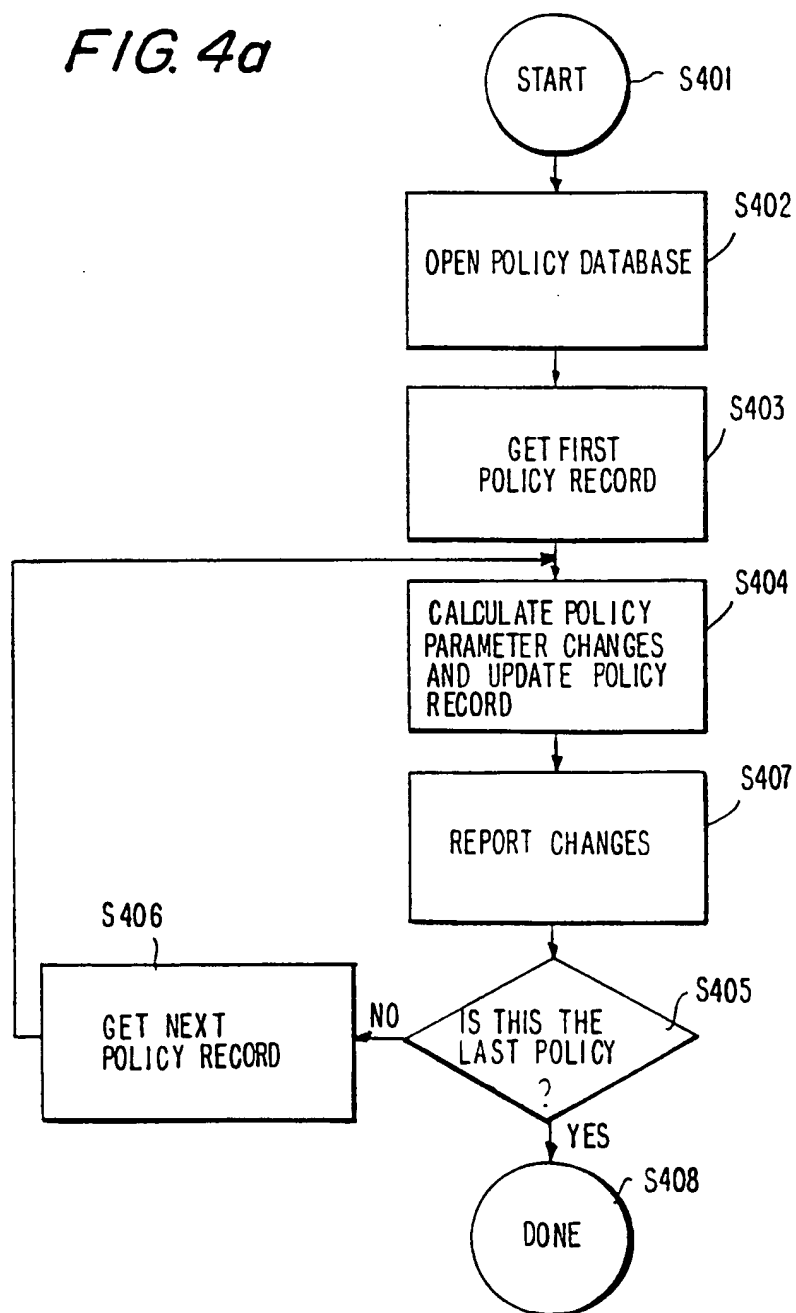 FIG. 4a
START
S401
S402
OPEN POLICY DATABASE
S403
GET FIRST
POLICY RECORD
S404
CALCULATE POLICY
PARAMETER CHANGES
AND UPDATE POLICY
RECORD
S407
REPORT CHANGES
S406
GET NEXT
POLICY RECORD
NO
S405
IS THIS THE
LAST POLICY
?
YES
S408
DONE